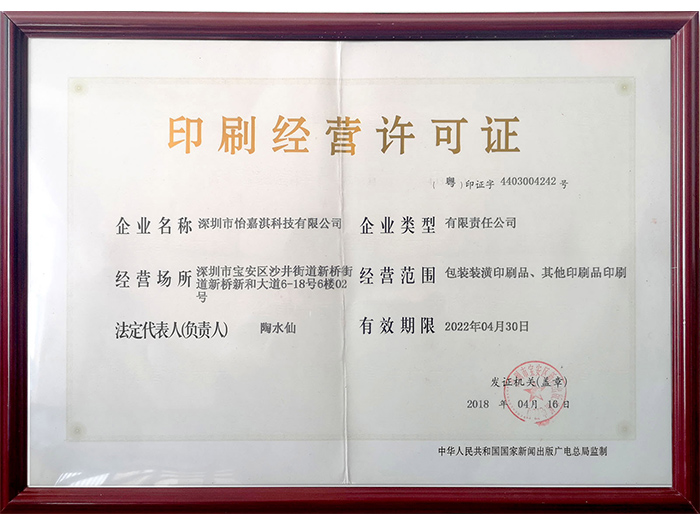 印刷经营许可证
（粤）印证字 4403004242 号
企业名称 深圳市怡嘉淇科技有限公司
企业类型 有限责任公司
经营场所 深圳市宝安区沙井街道新桥街
道新桥新和大道6-18号6楼02
号
经营范围 包装装潢印刷品、其他印刷品印刷
法定代表人(负责人) 陶水仙
有效期限 2022年04月30日
发证机关(盖章)
2018 年 04月 16日
中华人民共和国国家新闻出版广电总局监制